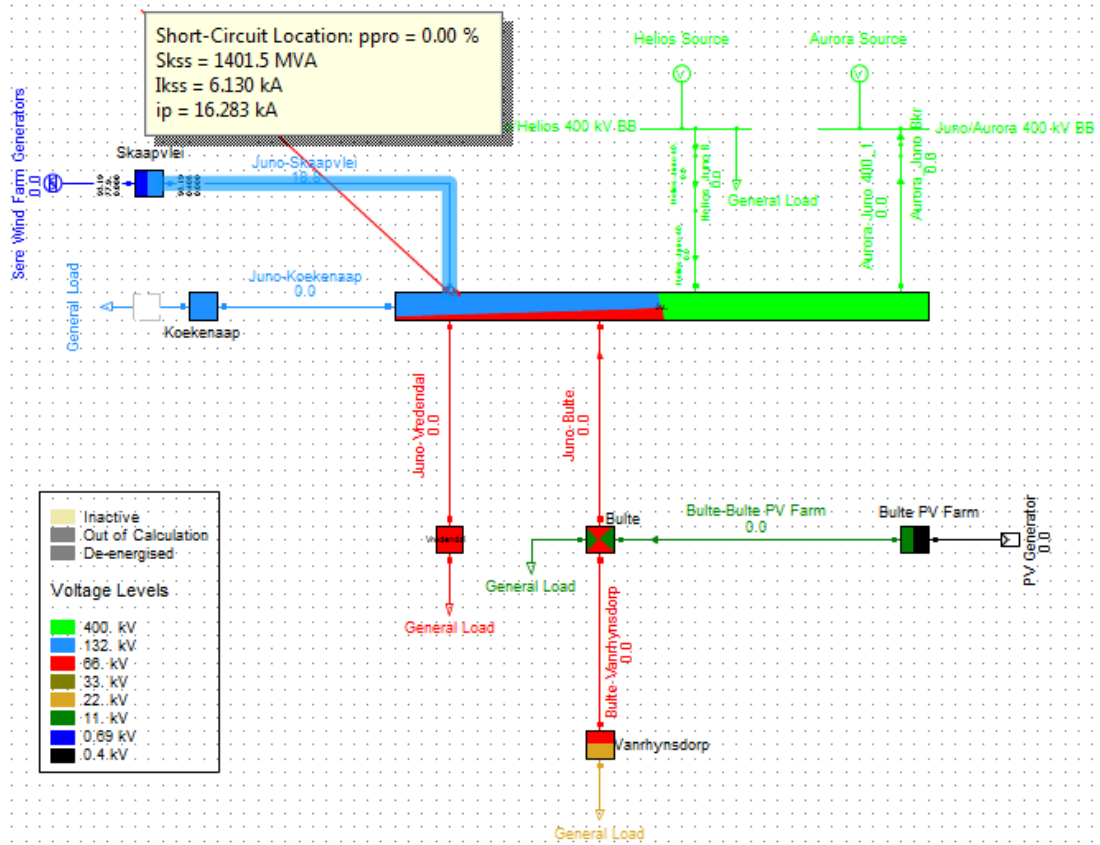 Short-Circuit Location: ppro = 0.00 %
Skss = 1401.5 MVA
Ikss = 6.130 kA
ip = 16.283 kA
Helios Source
Aurora Source
Helios 400 kV BB
Juno/Aurora 400 kV BB
Sere Wind Farm Generators
0.0
Skaapvlei
Juno-Skaapvlei
General Load
Aurora-Juno 400_1
0.0
Aurora Juno Bkr
0.0
General Load
Koekenaap
Juno-Koekenaap
0.0
Juno-Vredendal
0.0
Juno-Bulte
0.0
Vredendal
General Load
Bulte
General Load
Bulte-Bulte PV Farm
0.0
Bulte PV Farm
PV Generator
0.0
Bulte-Vanrhynsdorp
0.0
Vanrhynsdorp
General Load
Inactive
Out of Calculation
De-energised
Voltage Levels
400. kV
132. kV
66. kV
33. kV
22. kV
11. kV
0.69 kV
0.4 kV